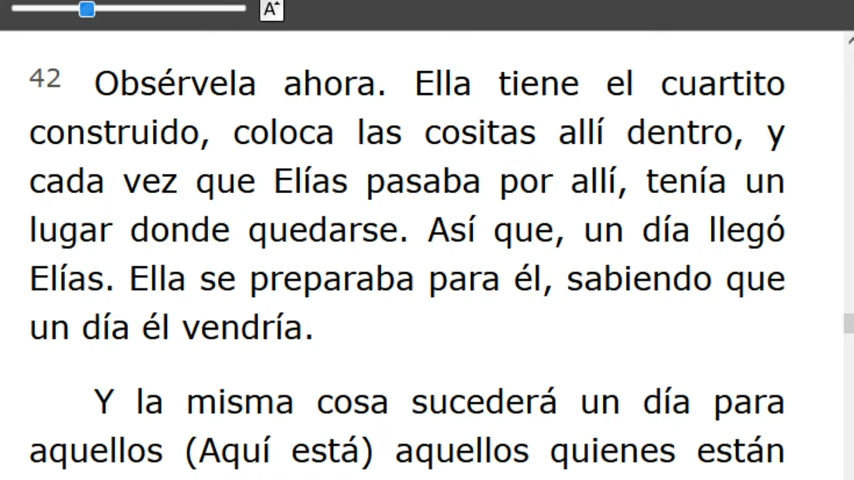 A
42 Obsérvela ahora. Ella tiene el cuartito
construido, coloca las cositas allí dentro, y
cada vez que Elías pasaba por allí, tenía un
lugar donde quedarse. Así que, un día llegó
Elías. Ella se preparaba para él, sabiendo que
un día él vendría.
Y la misma cosa sucederá un día para
aquellos (Aquí está) aquellos quienes están